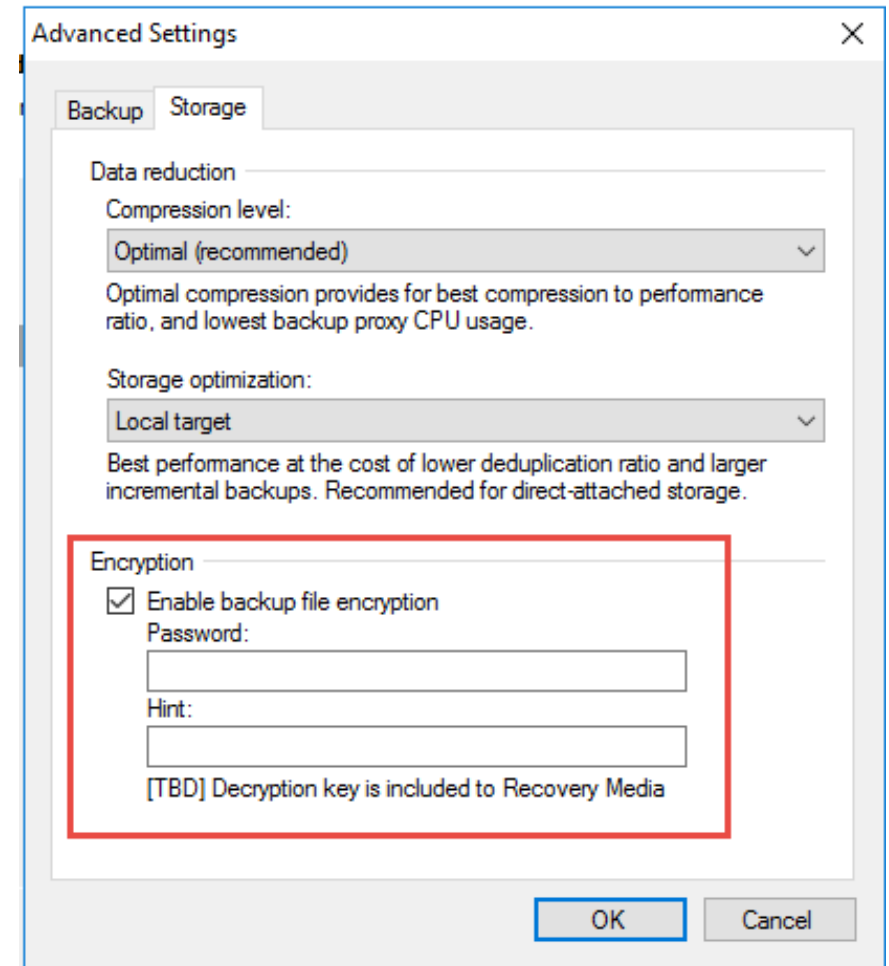 Advanced Settings
Backup
Storage
Data reduction
Compression level:
Optimal (recommended)
Optimal compression provides for best compression to performance
ratio, and lowest backup proxy CPU usage.
Storage optimization:
Local target
Best performance at the cost of lower deduplication ratio and larger
incremental backups. Recommended for direct-attached storage.
Encryption
Enable backup file encryption
Password:
Hint:
[TBD] Decryption key is included to Recovery Media
OK
Cancel